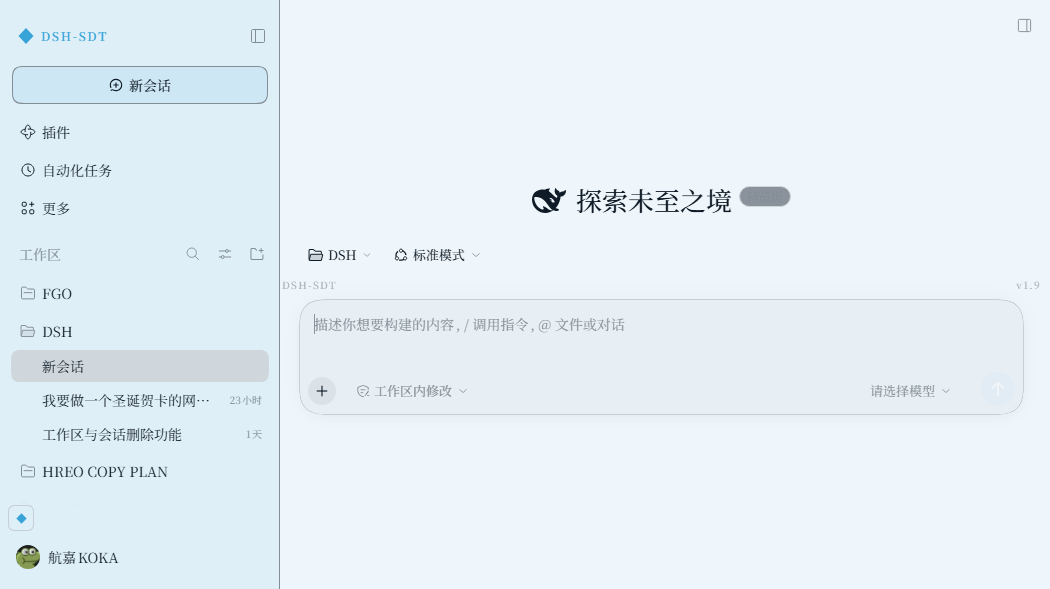 DSH-SDT
新会话
插件
自动化任务
更多
工作区
FGO
DSH
新会话
我要做一个圣诞贺卡的网… 23小时
工作区与会话删除功能 1天
HREO COPY PLAN
航嘉KOKA
探索未至之境
DSH 标准模式
DSH-SDT v1.9
描述你想要构建的内容, / 调用指令, @ 文件或对话
工作区内修改 请选择模型